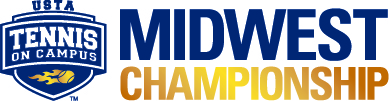 USTA
TENNIS
ON CAMPUS
TM
MIDWEST
CHAMPIONSHIP